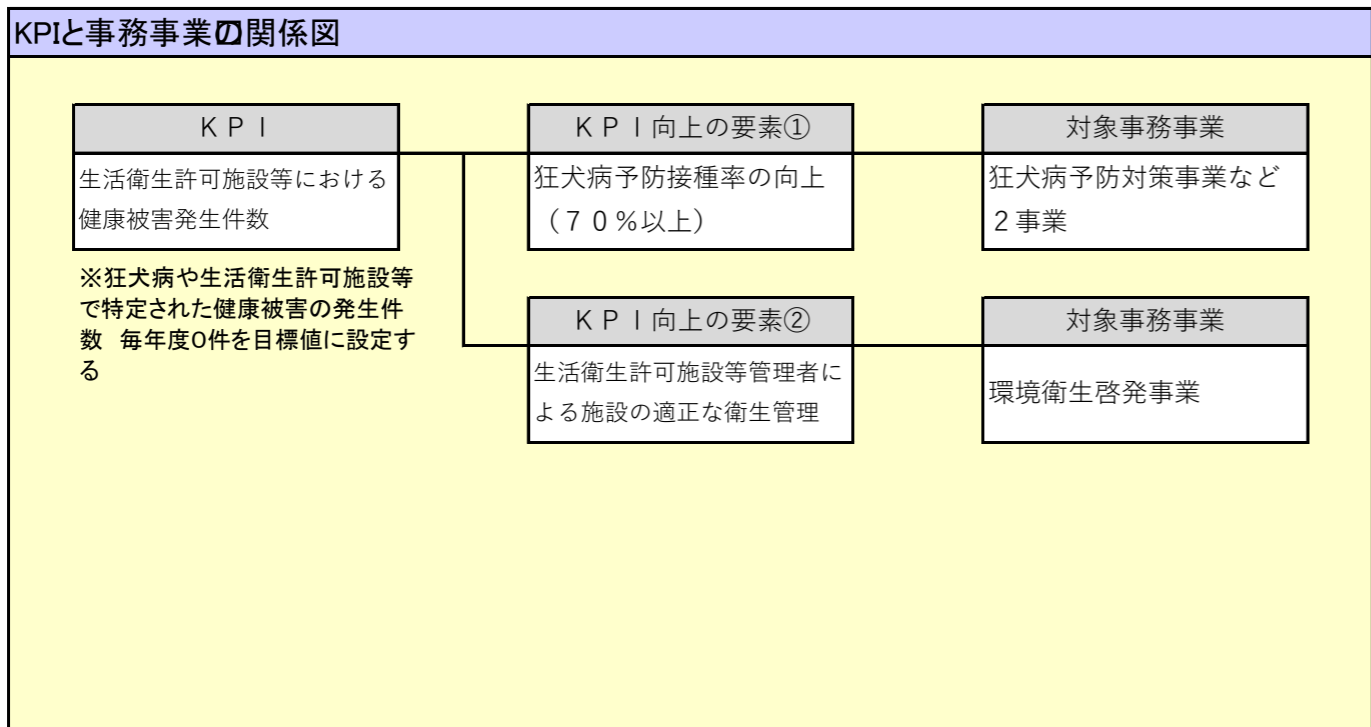 KPIと事務事業の関係図
ＫＰＩ
生活衛生許可施設等における
健康被害発生件数
※狂犬病や生活衛生許可施設等
で特定された健康被害の発生件
数　毎年度0件を目標値に設定す
る
ＫＰＩ向上の要素①
狂犬病予防接種率の向上
（７０％以上）
対象事務事業
狂犬病予防対策事業など
２事業
ＫＰＩ向上の要素②
生活衛生許可施設等管理者に
よる施設の適正な衛生管理
対象事務事業
環境衛生啓発事業